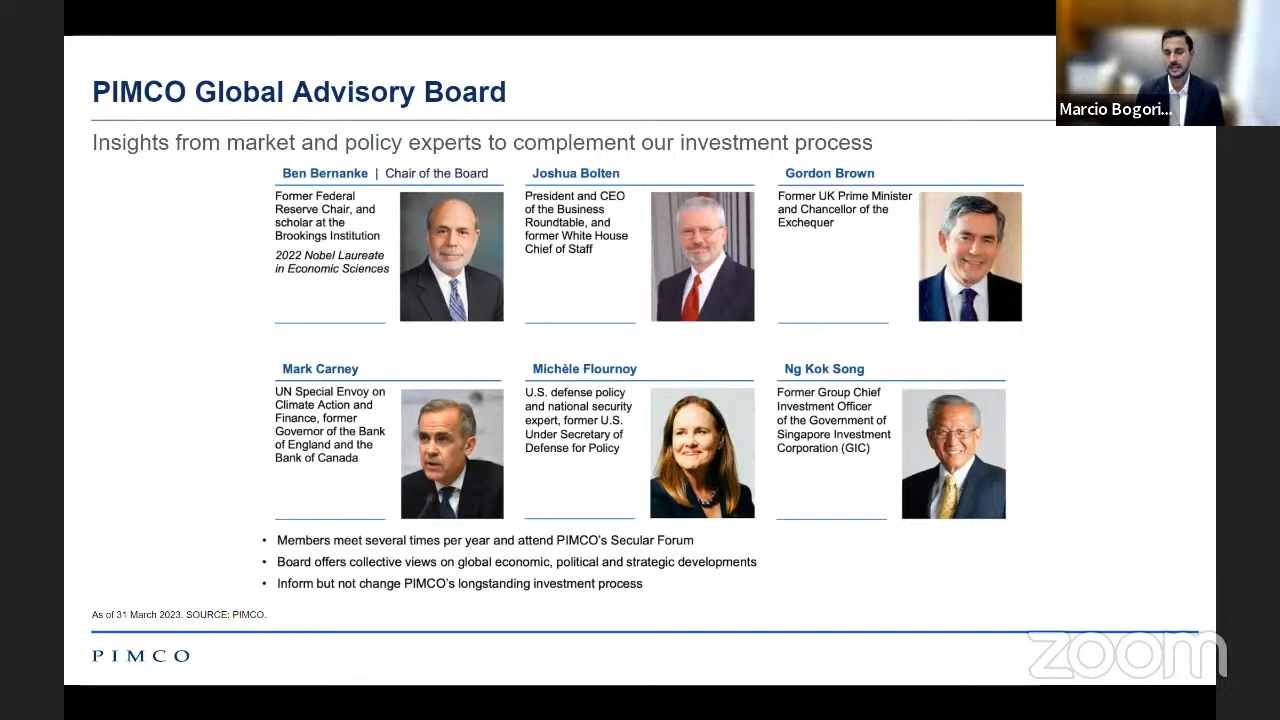 PIMCO Global Advisory Board
Marcio Bogori...
Insights from market and policy experts to complement our investment process
Ben Bernanke | Chair of the Board
Former Federal
Reserve Chair, and
scholar at the
Brookings Institution
2022 Nobel Laureate
in Economic Sciences
Joshua Bolten
President and CEO
of the Business
Roundtable, and
former White House
Chief of Staff
Gordon Brown
Former UK Prime Minister
and Chancellor of the
Exchequer
Mark Carney
UN Special Envoy on
Climate Action and
Finance, former
Governor of the Bank
of England and the
Bank of Canada
Michèle Flournoy
U.S. defense policy
and national security
expert, former U.S.
Under Secretary of
Defense for Policy
Ng Kok Song
Former Group Chief
Investment Officer
of the Government of
Singapore Investment
Corporation (GIC)
• Members meet several times per year and attend PIMCO's Secular Forum
• Board offers collective views on global economic, political and strategic developments
• Inform but not change PIMCO's longstanding investment process
As of 31 March 2023. SOURCE: PIMCO.
PIMCO
zoom